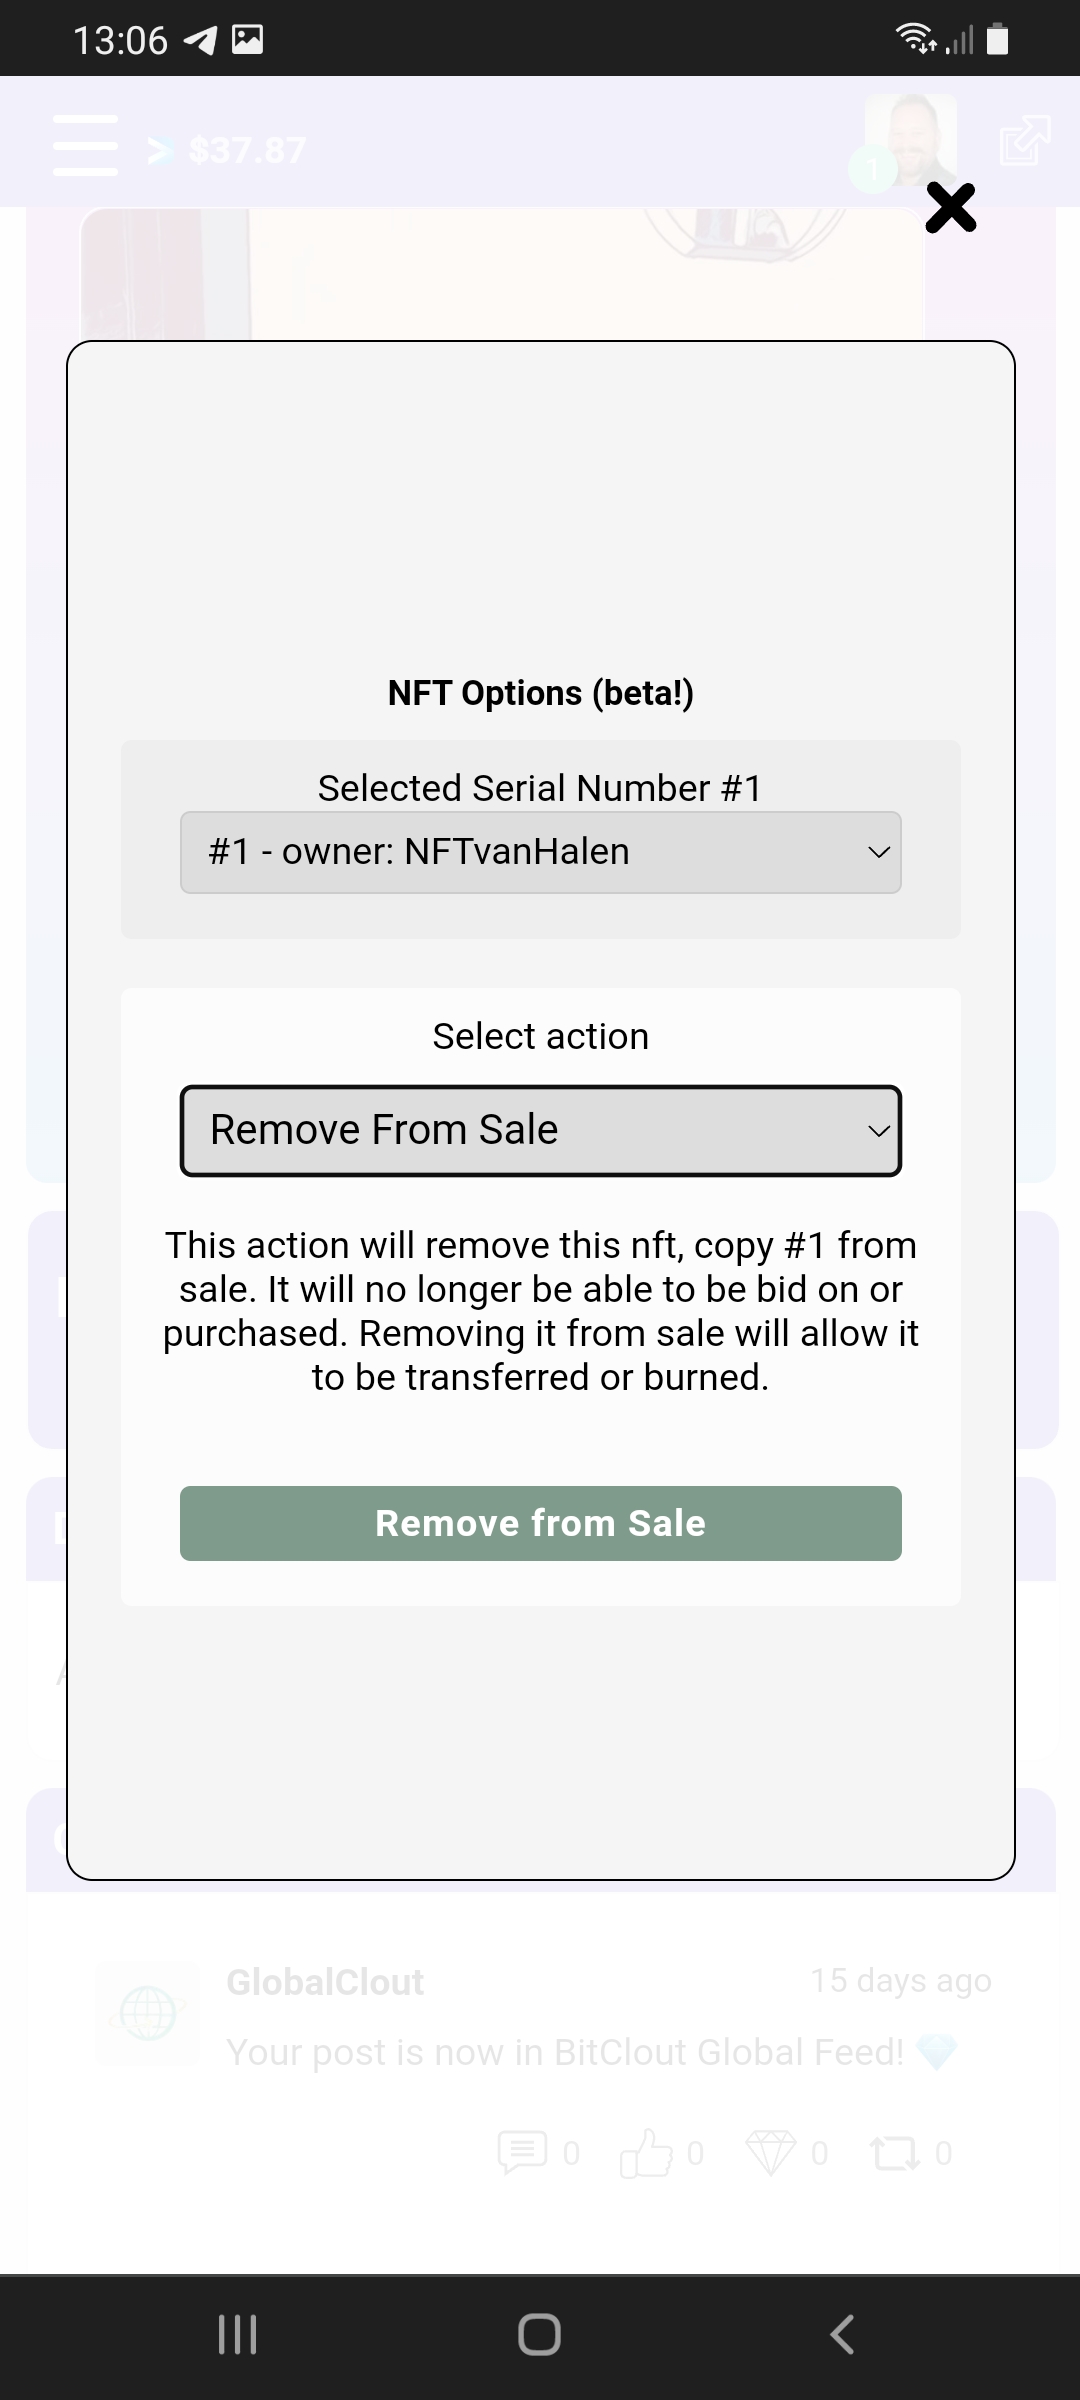 13:06
$37.87
1
NFT Options (beta!)
Selected Serial Number #1
#1 - owner: NFTvanHalen
Select action
Remove From Sale
This action will remove this nft, copy #1 from
sale. It will no longer be able to be bid on or
purchased. Removing it from sale will allow it
to be transferred or burned.
Remove from Sale
GlobalClout
15 days ago
Your post is now in BitClout Global Feed! 💎
0
0
0
0